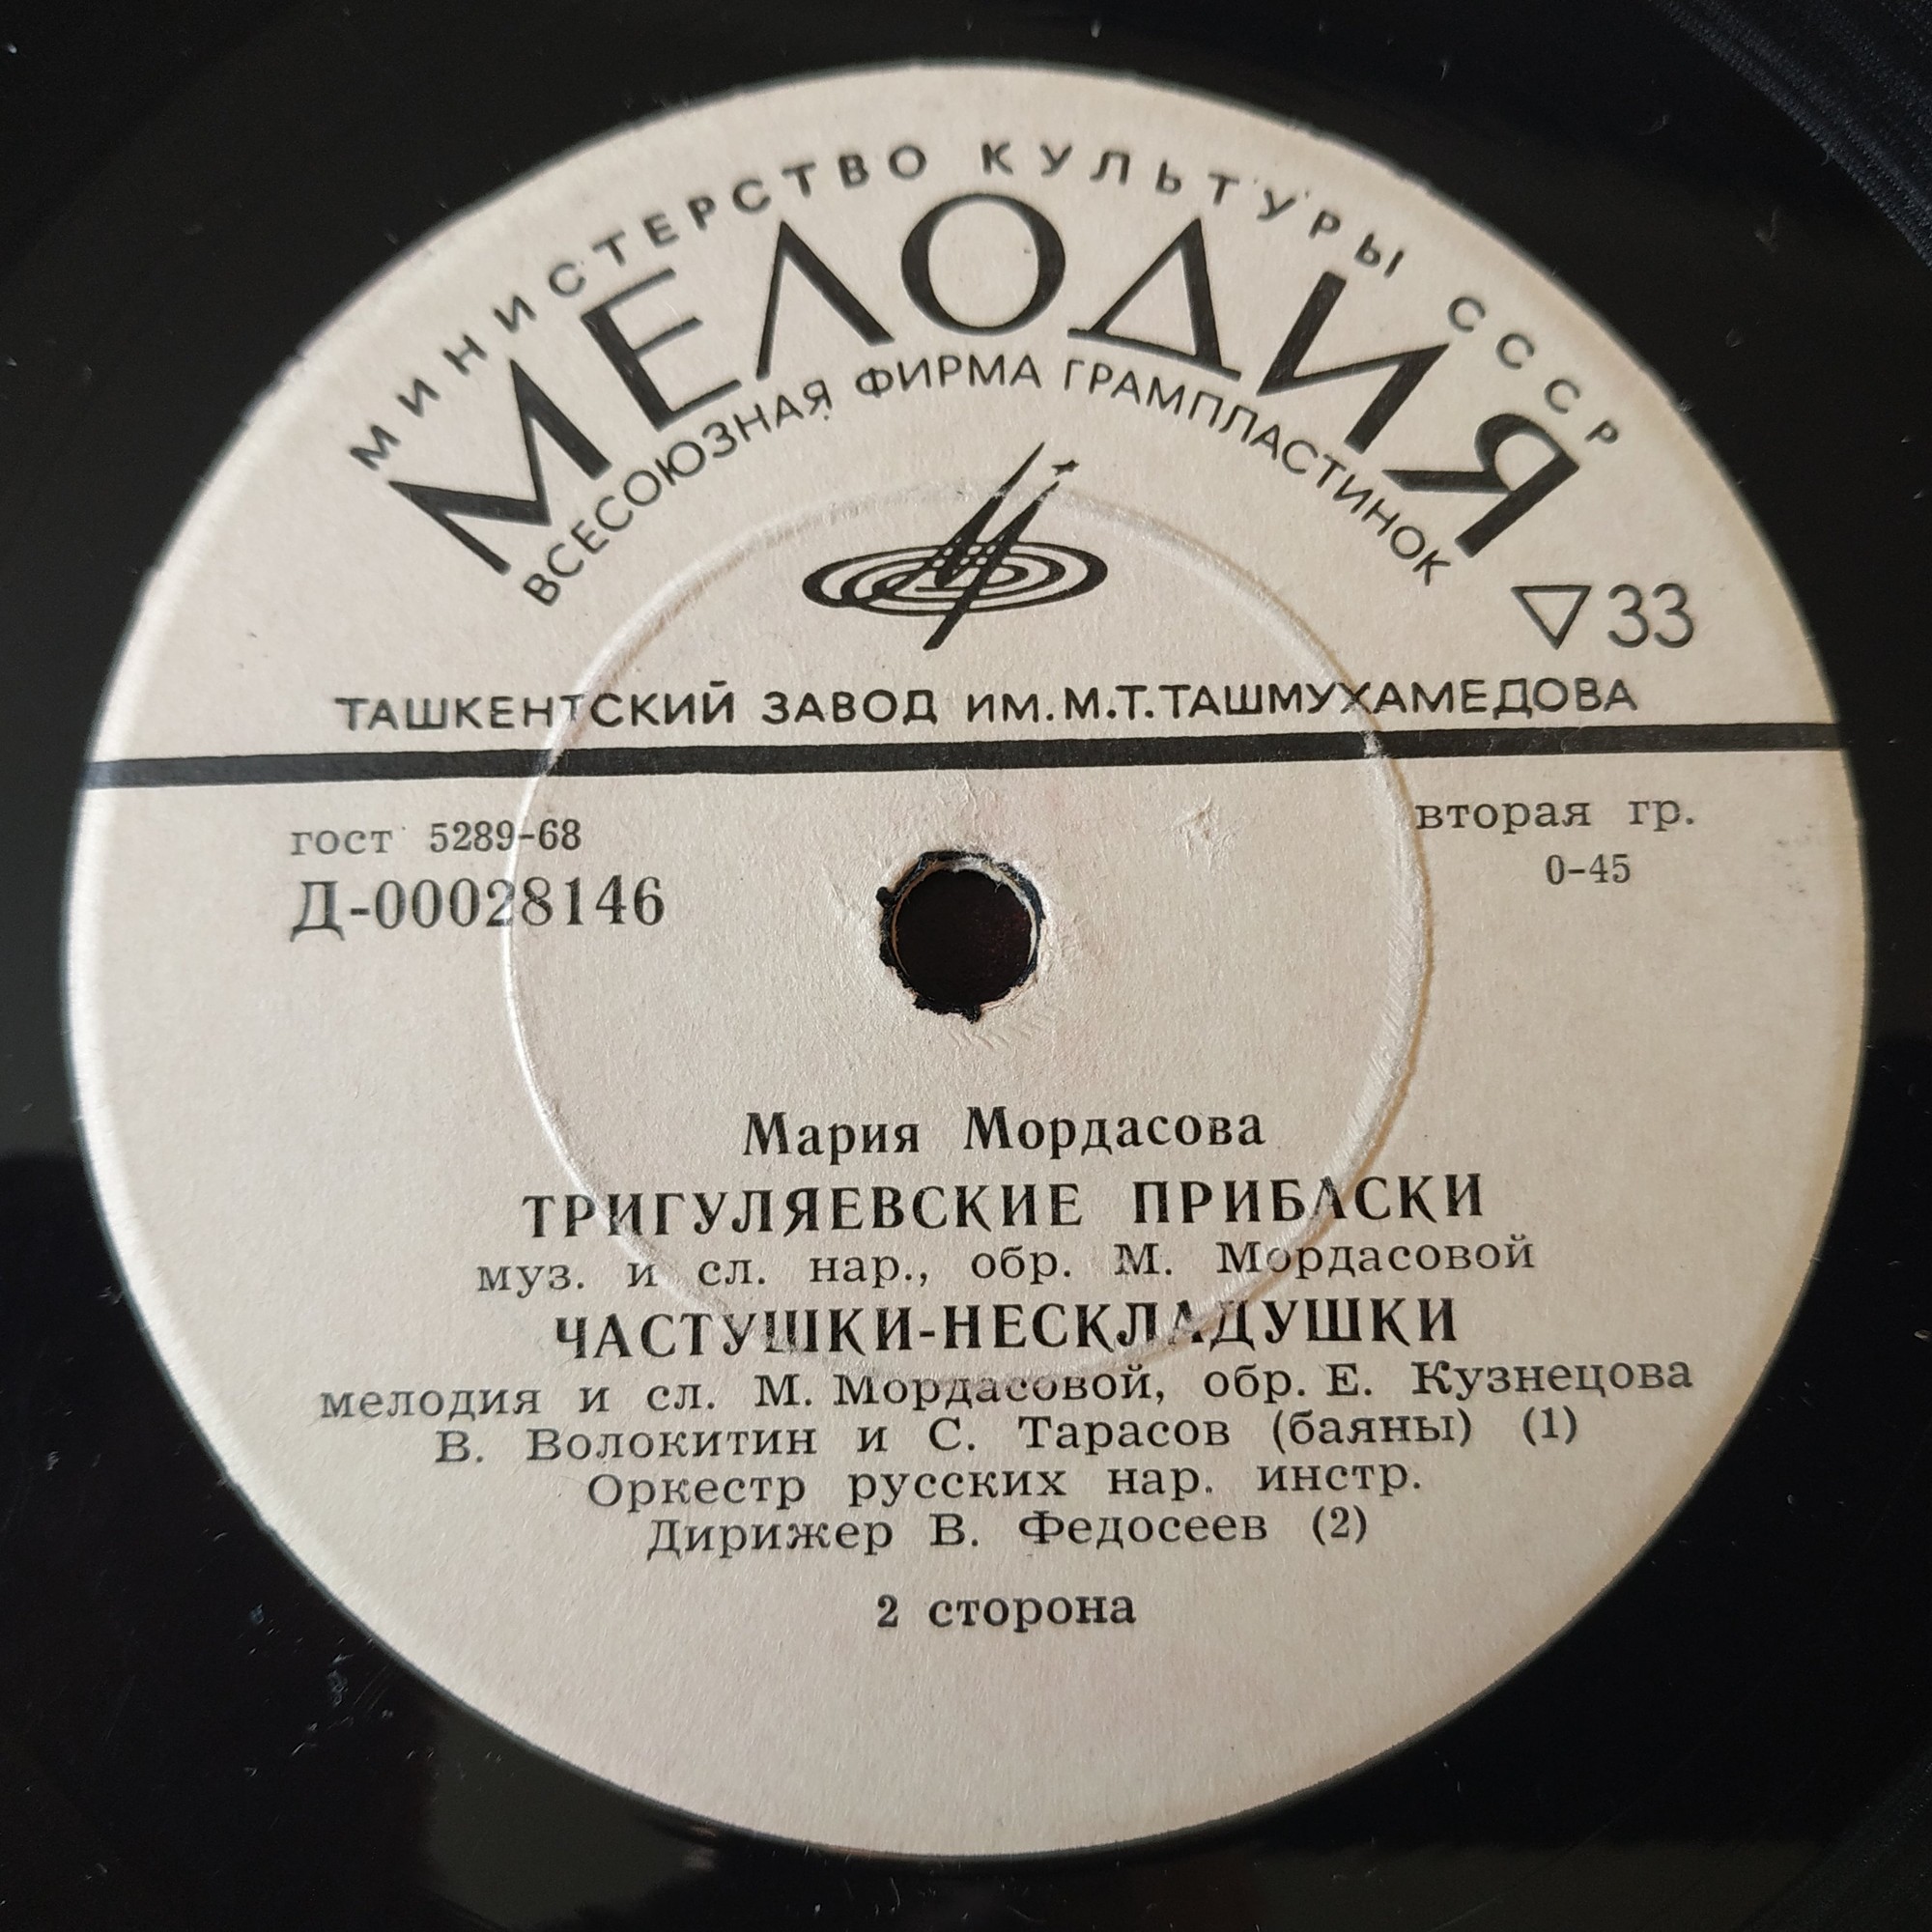 МИНИСТЕРСТВО КУЛЬТУРЫ СССР
МЕЛОДИЯ
ВСЕСОЮЗНАЯ ФИРМА ГРАМПЛАСТИНОК
▽33
ТАШКЕНТСКИЙ ЗАВОД ИМ. М.Т. ТАШМУХАМЕДОВА
гост 5289-68
вторая гр.
Д-00028146
0-45
Мария Мордасова
ТРИГУЛЯЕВСКИЕ ПРИБАСКИ
муз. и сл. нар., обр. М. Мордасовой
ЧАСТУШКИ-НЕСКЛАДУШКИ
мелодия и сл. М. Мордасовой, обр. Е. Кузнецова
В. Волокитин и С. Тарасов (баяны) (1)
Оркестр русских нар. инстр.
Дирижер В. Федосеев (2)
2 сторона